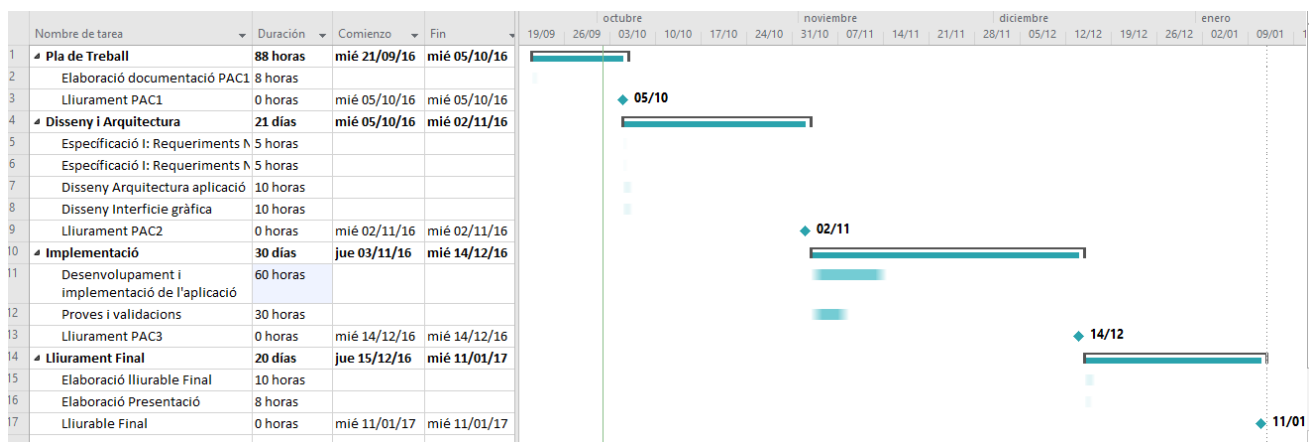 octubre noviembre diciembre enero
Nombre de tarea Duración Comienzo Fin 19/09 26/09 03/10 10/10 17/10 24/10 31/10 07/11 14/11 21/11 28/11 05/12 12/12 19/12 26/12 02/01 09/01 1
1 Pla de Treball 88 horas mié 21/09/16 mié 05/10/16
2 Elaboració documentació PAC1 8 horas
3 Lliurament PAC1 0 horas mié 05/10/16 mié 05/10/16 05/10
4 Disseny i Arquitectura 21 días mié 05/10/16 mié 02/11/16
5 Específicació I: Requeriments N 5 horas
6 Específicació I: Requeriments N 5 horas
7 Disseny Arquitectura aplicació 10 horas
8 Disseny Interficie gràfica 10 horas
9 Lliurament PAC2 0 horas mié 02/11/16 mié 02/11/16 02/11
10 Implementació 30 días jue 03/11/16 mié 14/12/16
11 Desenvolupament i 60 horas
implementació de l'aplicació
12 Proves i validacions 30 horas
13 Lliurament PAC3 0 horas mié 14/12/16 mié 14/12/16 14/12
14 Lliurament Final 20 días jue 15/12/16 mié 11/01/17
15 Elaboració lliurable Final 10 horas
16 Elaboració Presentació 8 horas
17 Lliurable Final 0 horas mié 11/01/17 mié 11/01/17 11/01